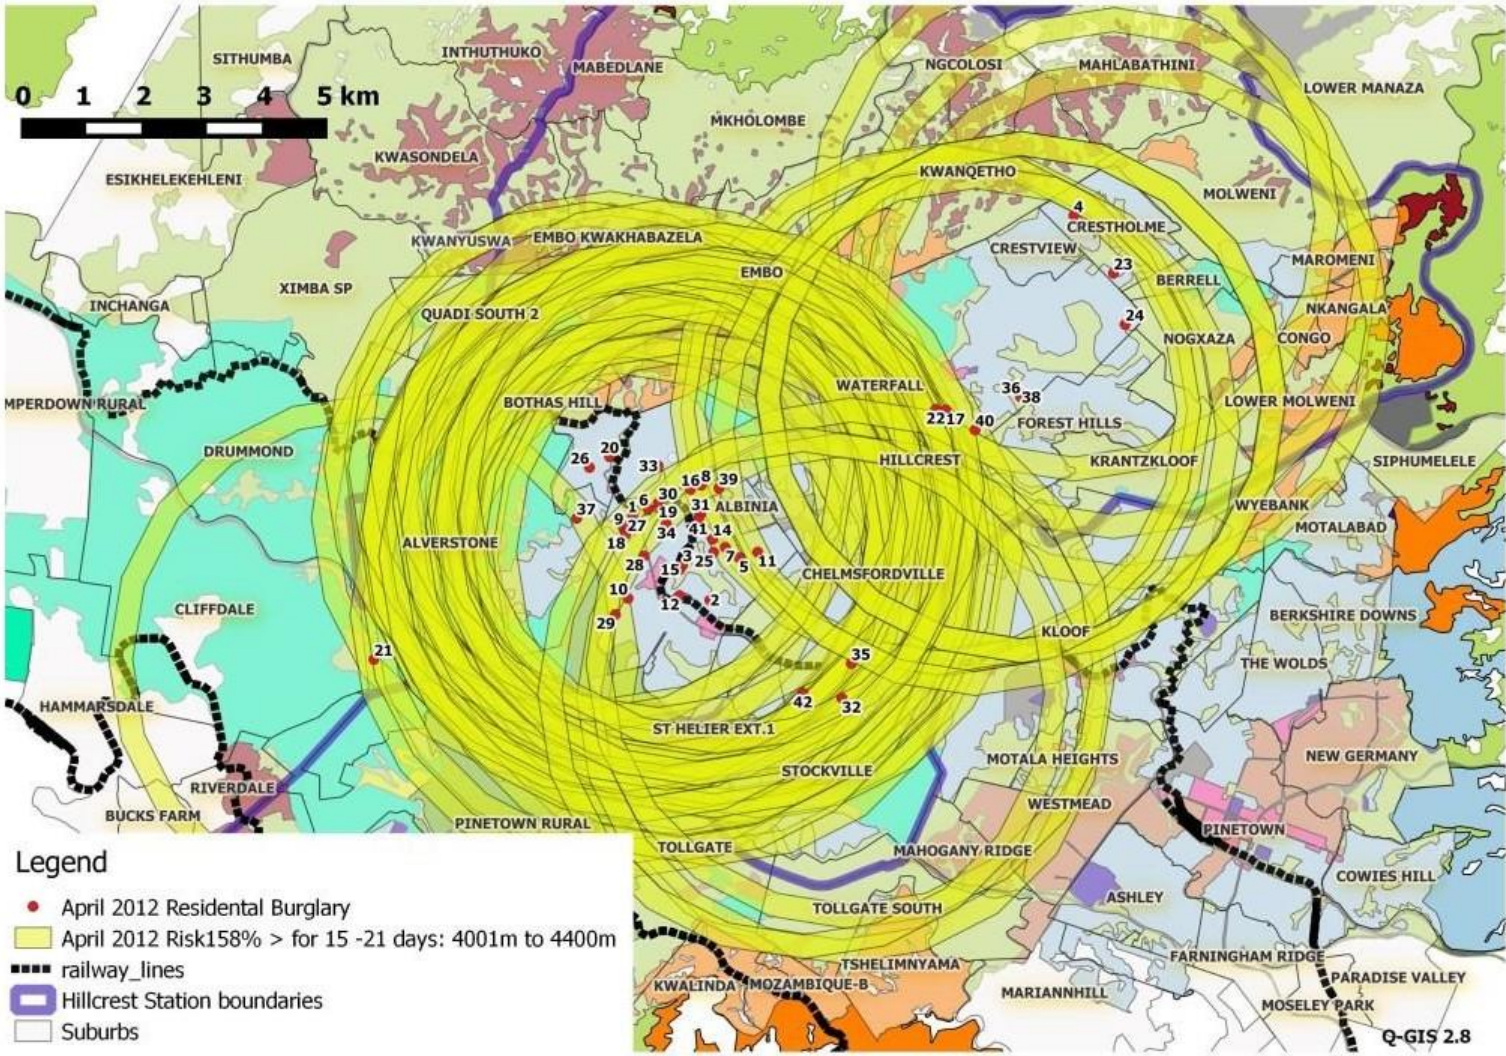 SITHUMBA
INTHUTHUKO
MABEDLANE
NGCOLOSI
MAHLABATHINI
LOWER MANAZA
0 1 2 3 4 5 km
MKHOLOMBE
KWASONDELA
ESIKHELEKEHLENI
KWANQETHO
MOLWENI
4
CRESTHOLME
KWANYUSWA
EMBO KWAKHABAZELA
CRESTVIEW
MAROMENI
EMBO
23
BERRELL
XIMBA SP
INCHANGA
QUADI SOUTH 2
24
NKANGALA
NOGXAZA
CONGO
WATERFALL
36
38
BOTHAS HILL
MPERDOWN RURAL
LOWER MOLWENI
22 17
40
FOREST HILLS
DRUMMOND
26
20
33
HILLCREST
KRANTZKLOOF
SIPHUMELELE
16 8 39
30
6
37
1
9
19
31
ALBINIA
WYEBANK
27
MOTALABAD
18
34
41
14
ALVERSTONE
28
15
3
25
7
5
11
CHELMSFORDVILLE
10
12
2
CLIFFDALE
29
BERKSHIRE DOWNS
KLOOF
21
35
THE WOLDS
HAMMARSDALE
42
32
ST HELIER EXT.1
STOCKVILLE
MOTALA HEIGHTS
NEW GERMANY
RIVERDALE
WESTMEAD
BUCKS FARM
PINETOWN RURAL
PINETOWN
TOLLGATE
MAHOGANY RIDGE
COWIES HILL
ASHLEY
TOLLGATE SOUTH
FARNINGHAM RIDGE
TSHELIMNYAMA
PARADISE VALLEY
KWALINDA
MOZAMBIQUE-B
MARIANNHILL
MOSELEY PARK
Q-GIS 2.8
Legend
April 2012 Residental Burglary
April 2012 Risk158% > for 15 -21 days: 4001m to 4400m
railway_lines
Hillcrest Station boundaries
Suburbs